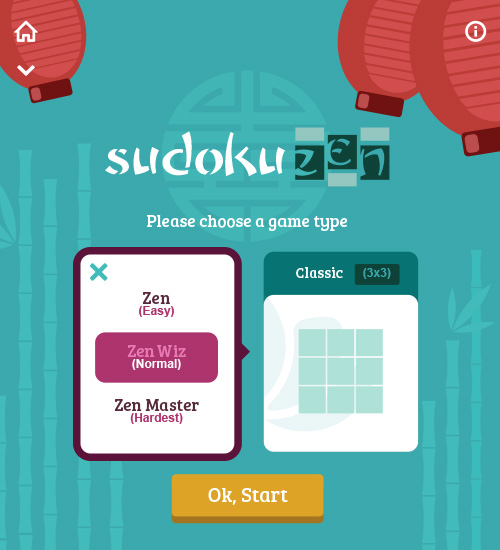 sudoku zen
Please choose a game type
Zen
(Easy)
Zen Wiz
(Normal)
Zen Master
(Hardest)
Classic (3x3)
Ok, Start